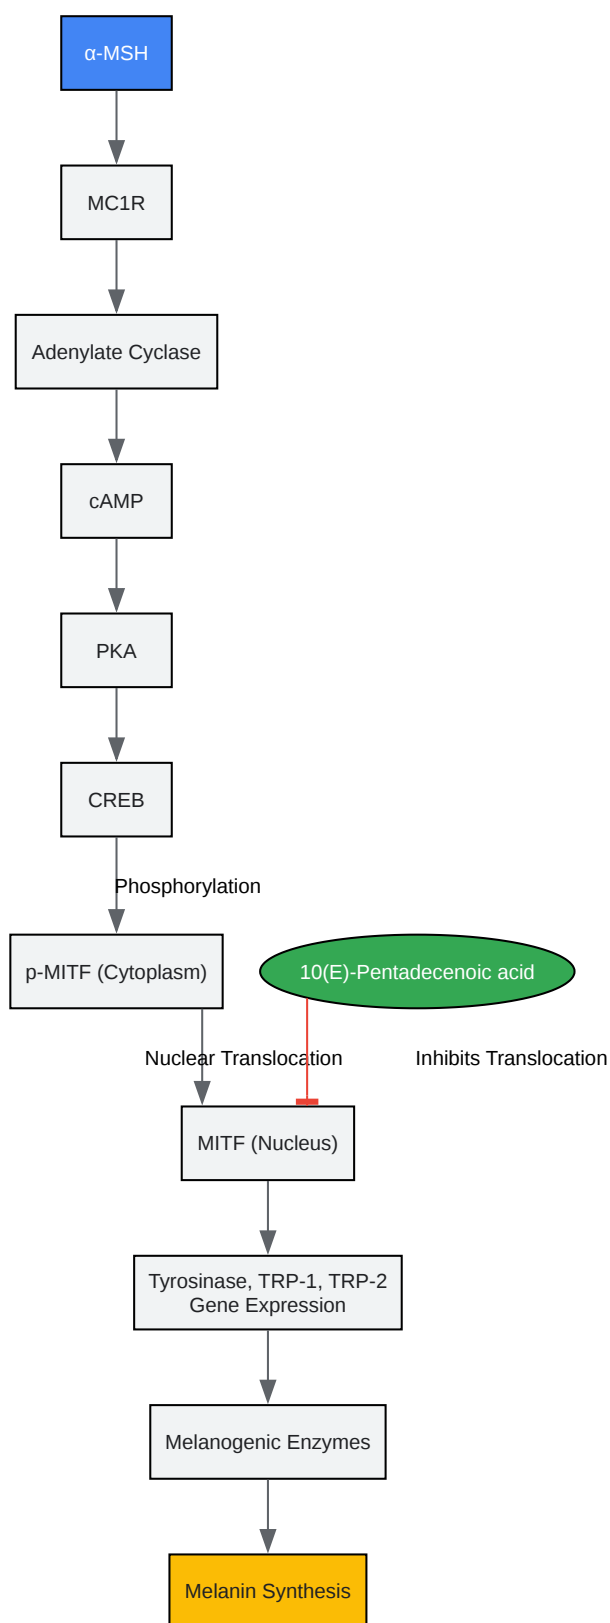 α-MSH
MC1R
Adenylate Cyclase
cAMP
PKA
CREB
Phosphorylation
p-MITF (Cytoplasm)
10(E)-Pentadecenoic acid
Nuclear Translocation
Inhibits Translocation
MITF (Nucleus)
Tyrosinase, TRP-1, TRP-2
Gene Expression
Melanogenic Enzymes
Melanin Synthesis